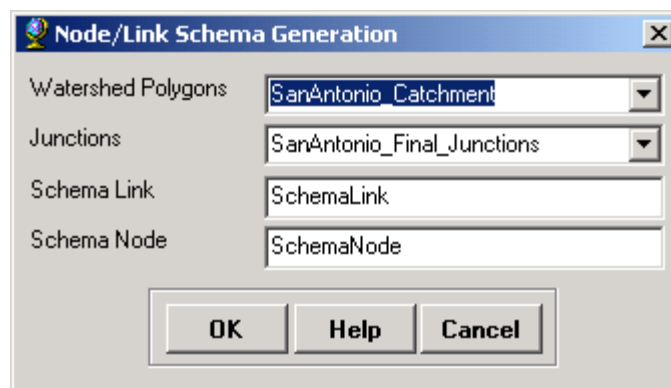 Node/Link Schema Generation
Watershed Polygons SanAntonio_Catchment
Junctions SanAntonio_Final_Junctions
Schema Link SchemaLink
Schema Node SchemaNode
OK Help Cancel